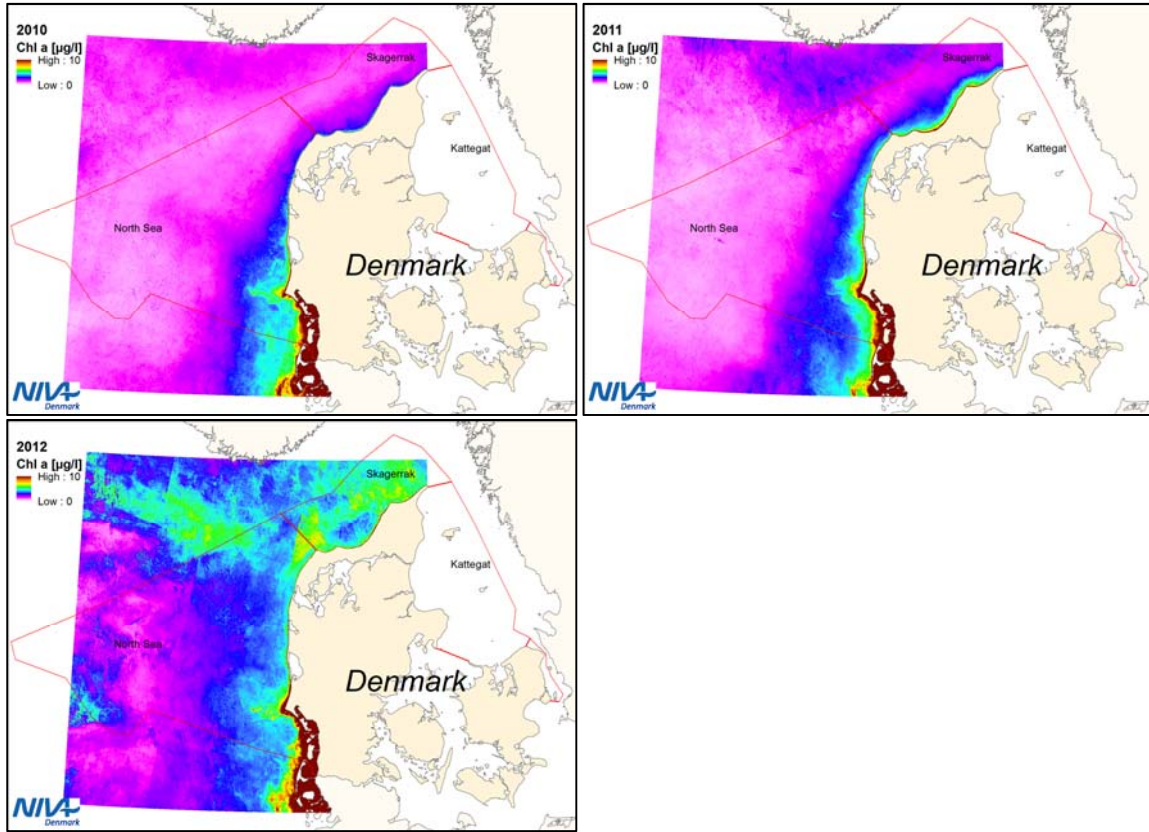 2010
Chl a [µg/l]
High : 10
Low : 0
Skagerrak
Kattegat
North Sea
Denmark
NIVA
Denmark
2011
Chl a [µg/l]
High : 10
Low : 0
Skagerrak
Kattegat
North Sea
Denmark
NIVA
Denmark
2012
Chl a [µg/l]
High : 10
Low : 0
Skagerrak
Kattegat
North Sea
Denmark
NIVA
Denmark